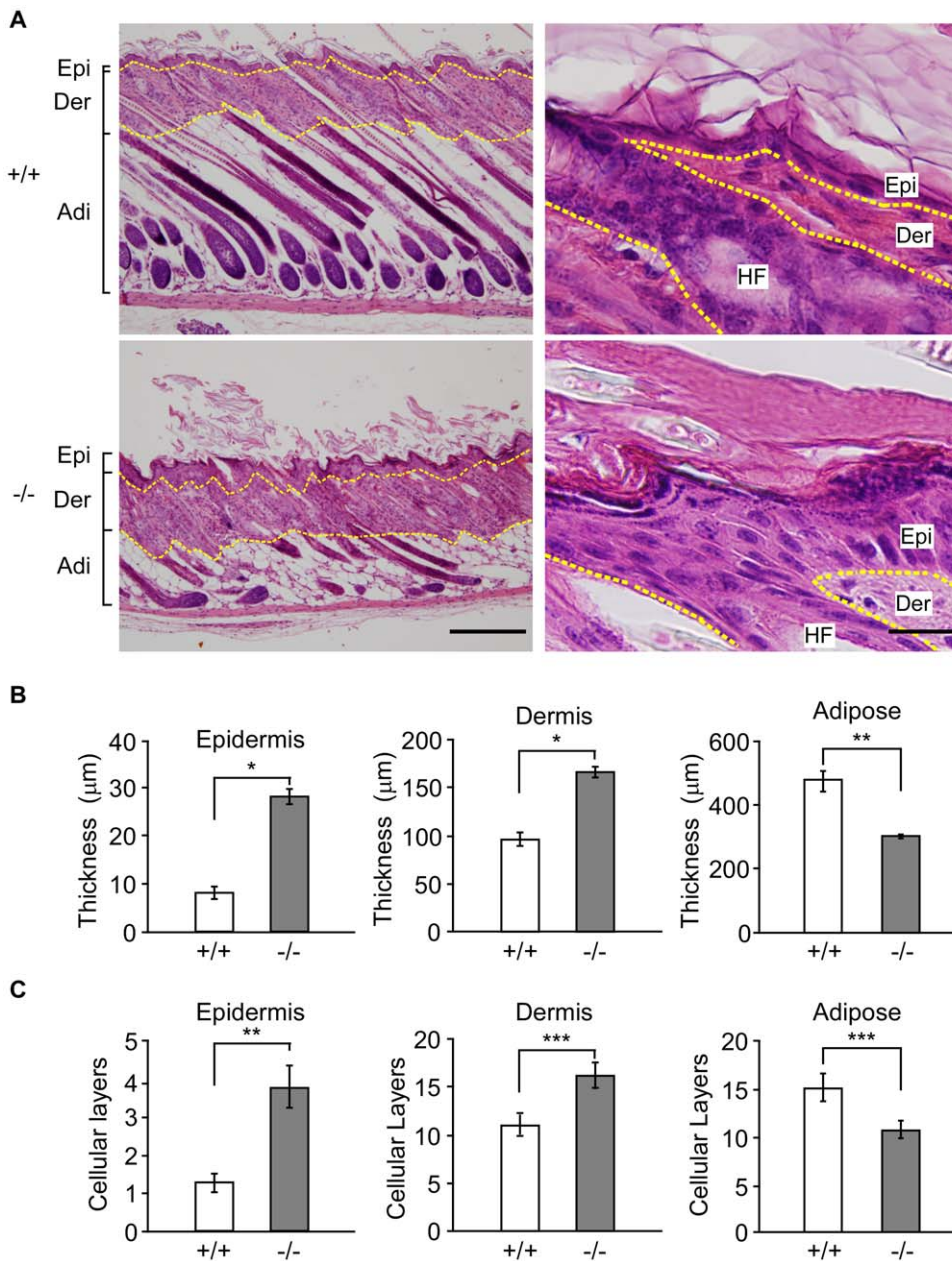 A
Epi
Der
+/+
Adi
Epi
Der
HF
Epi
Der
-/-
Adi
Epi
Der
HF
B
Epidermis
*
Thickness (μm)
40
30
20
10
0
+/+ -/-
Dermis
*
Thickness (μm)
200
150
100
50
0
+/+ -/-
Adipose
**
Thickness (μm)
600
400
200
0
+/+ -/-
C
Epidermis
**
Cellular layers
5
4
3
2
1
0
+/+ -/-
Dermis
***
Cellular Layers
20
15
10
5
0
+/+ -/-
Adipose
***
Cellular Layers
20
15
10
5
0
+/+ -/-